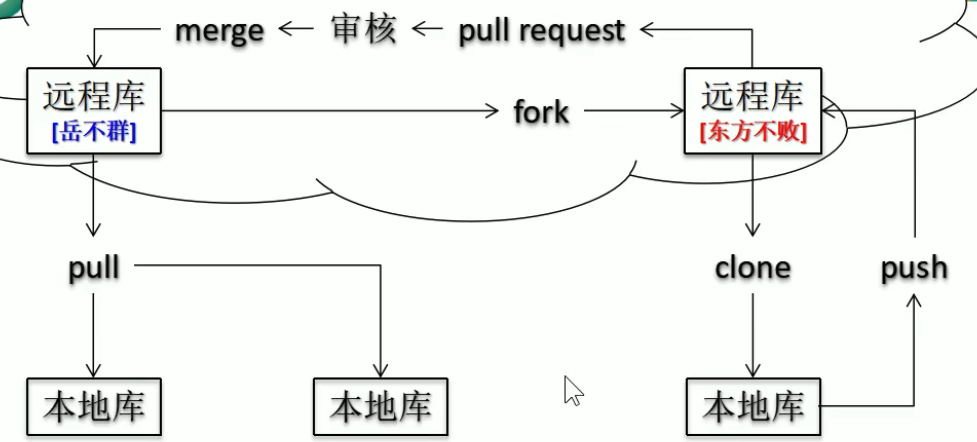 merge
审核
pull request
远程库
[岳不群]
fork
远程库
[东方不败]
pull
clone
push
本地库
本地库
本地库